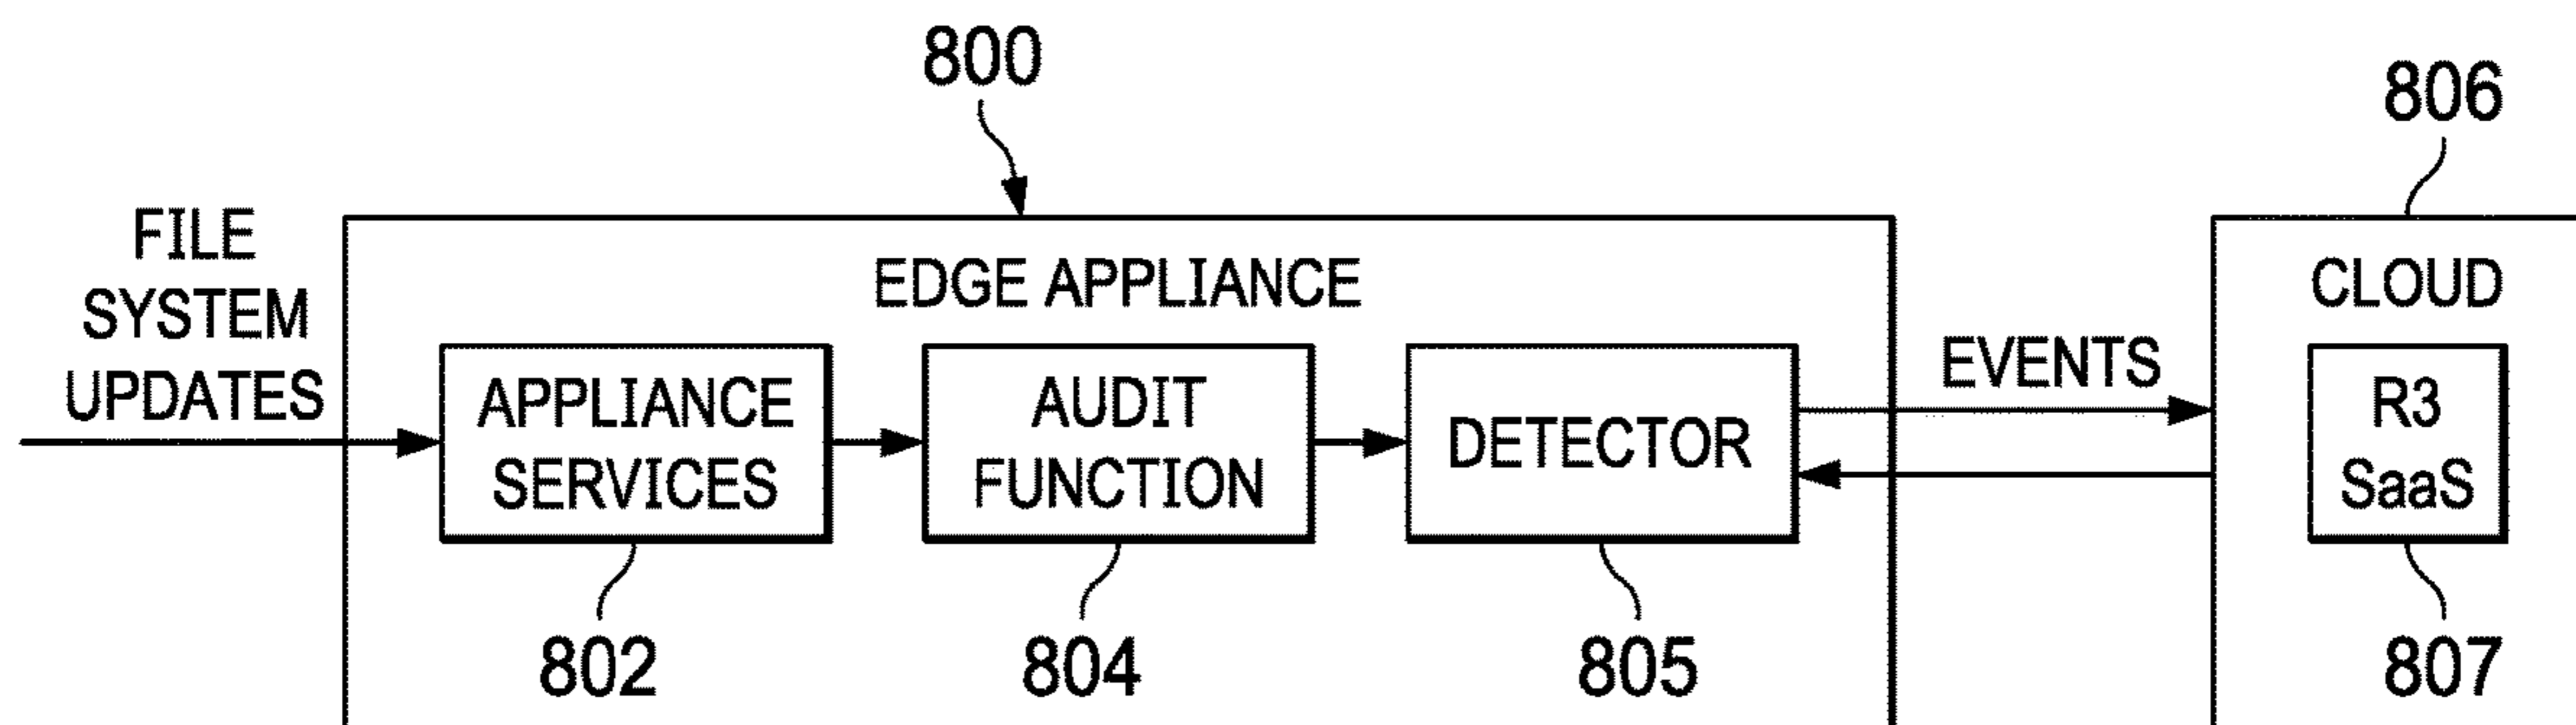 800
806
FILE
SYSTEM
UPDATES
EDGE APPLIANCE
APPLIANCE
SERVICES
AUDIT
FUNCTION
DETECTOR
EVENTS
CLOUD
R3
SaaS
802
804
805
807